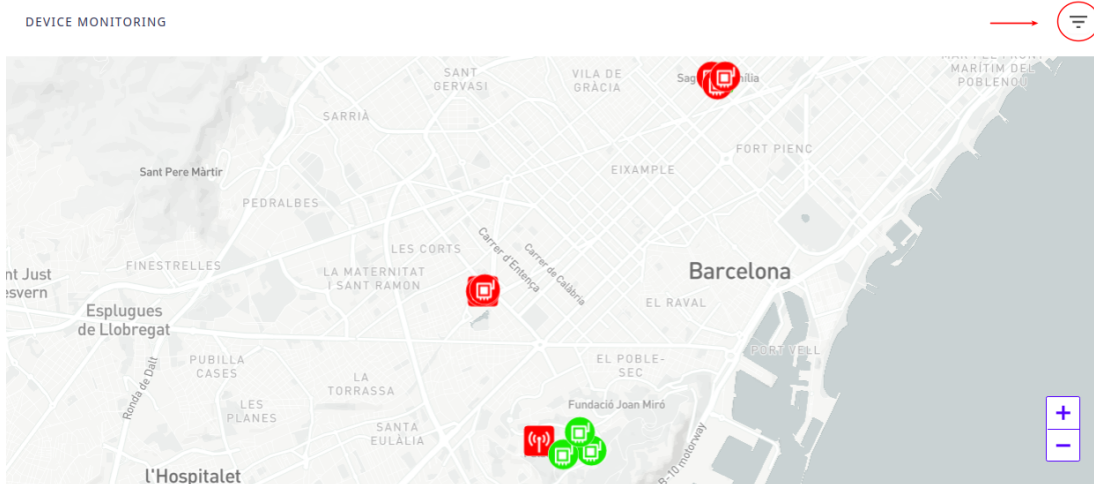 DEVICE MONITORING
MARÍTIM DEL
POBLENOU
SANT
GERVASI
VILA DE
GRÀCIA
SARRIÀ
FORT PIENC
EIXAMPLE
Sant Pere Màrtir
PEDRALBES
LES CORTS
Carrer d'Entença
Carrer de Calàbria
FINESTRELLES
LA MATERNITAT
I SANT RAMON
Barcelona
nt Just
esvern
EL RAVAL
Esplugues
de Llobregat
PORT VELL
PUBILLA
CASES
EL POBLE-
SEC
Ronda de Dalt
LA
TORRASSA
LES
PLANES
Fundació Joan Miró
SANTA
EULÀLIA
B-10 motorway
l'Hospitalet
+
−